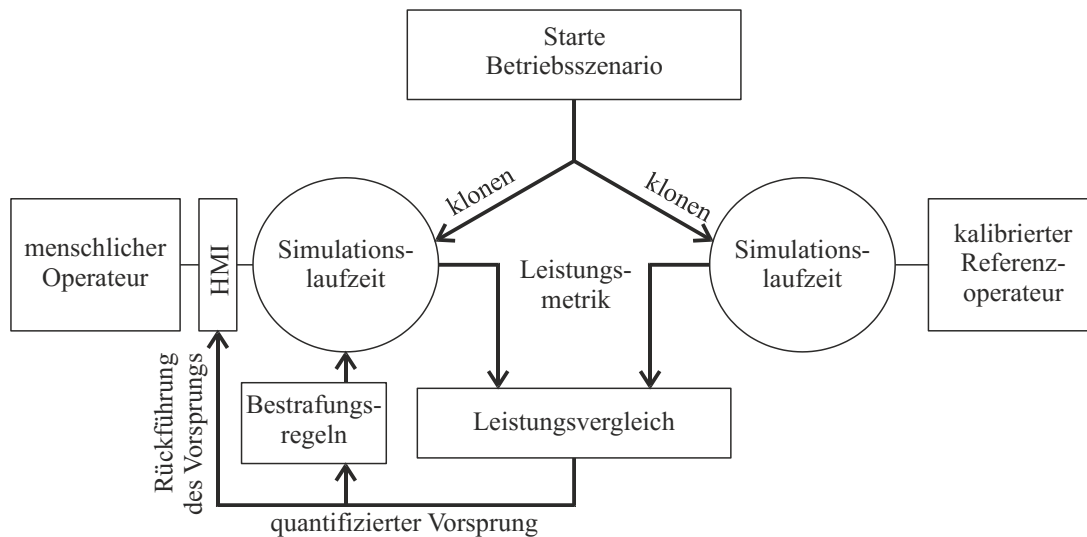 Starte
Betriebsszenario
klonen
klonen
menschlicher
Operateur
HMI
Simulations-
laufzeit
Leistungs-
metrik
Simulations-
laufzeit
kalibrierter
Referenz-
operateur
Rückführung
des Vorsprungs
Bestrafungs-
regeln
Leistungsvergleich
quantifizierter Vorsprung